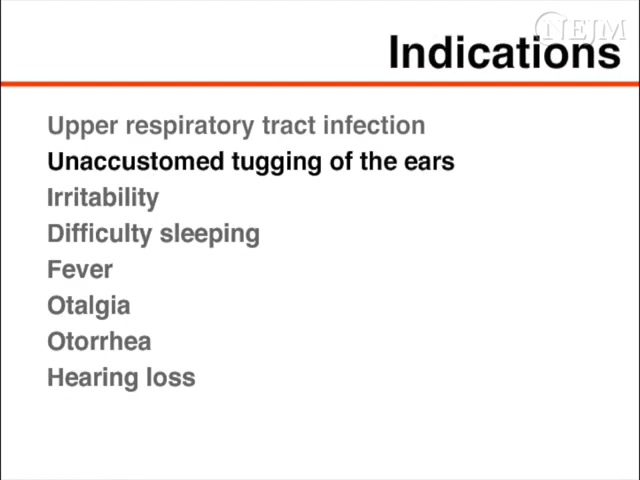 NEJM
Indications
Upper respiratory tract infection
Unaccustomed tugging of the ears
Irritability
Difficulty sleeping
Fever
Otalgia
Otorrhea
Hearing loss